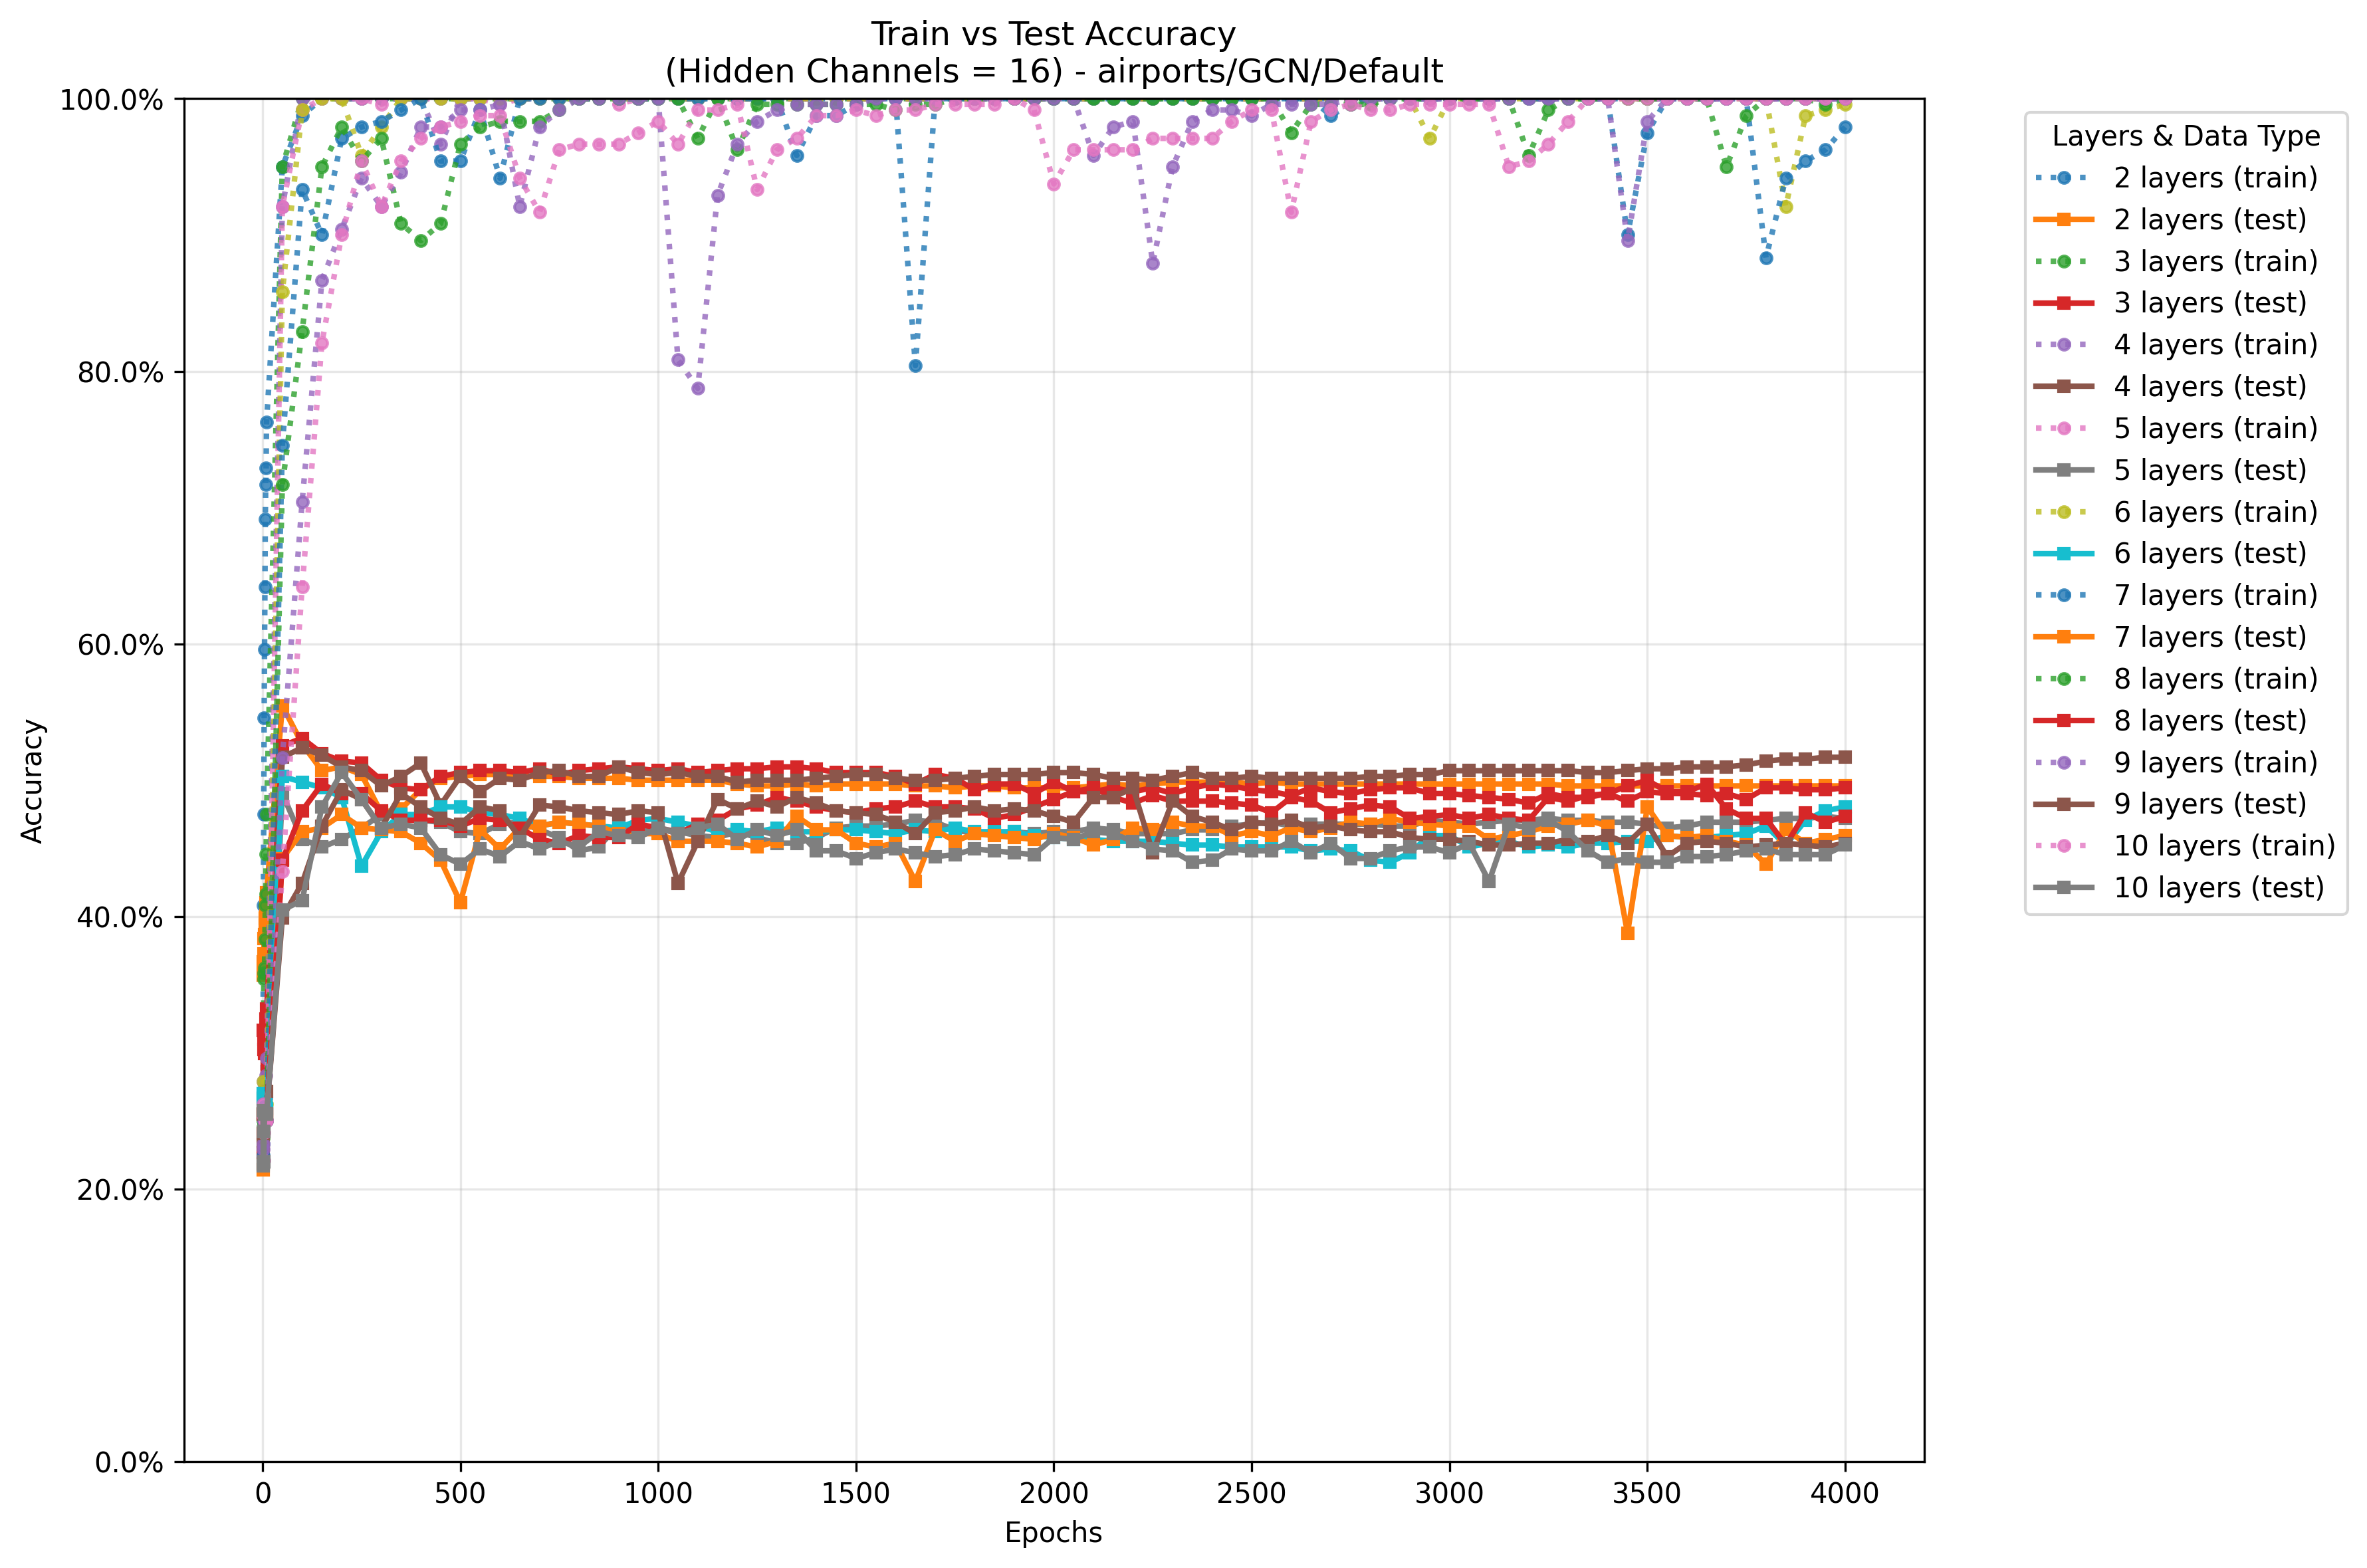 Train vs Test Accuracy
(Hidden Channels = 16) - airports/GCN/Default
100.0%
80.0%
60.0%
40.0%
20.0%
0.0%
Accuracy
0 500 1000 1500 2000 2500 3000 3500 4000
Epochs
Layers & Data Type
2 layers (train)
2 layers (test)
3 layers (train)
3 layers (test)
4 layers (train)
4 layers (test)
5 layers (train)
5 layers (test)
6 layers (train)
6 layers (test)
7 layers (train)
7 layers (test)
8 layers (train)
8 layers (test)
9 layers (train)
9 layers (test)
10 layers (train)
10 layers (test)